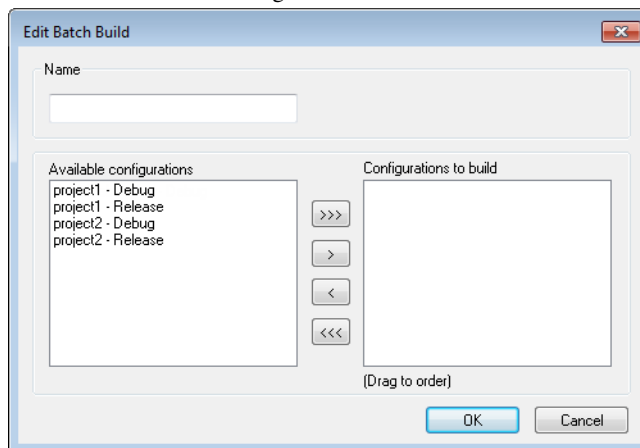 Edit Batch Build
Name
Available configurations
project1 - Debug
project1 - Release
project2 - Debug
project2 - Release
>>>
>
<
<<<
Configurations to build
(Drag to order)
OK
Cancel